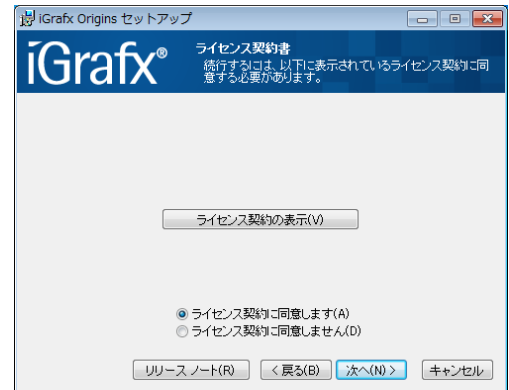 iGrafx Origins セットアップ
iGrafx®
ライセンス契約書
続行するには、以下に表示されているライセンス契約に同
意する必要があります。
ライセンス契約の表示(V)
ライセンス契約に同意します(A)
ライセンス契約に同意しません(D)
リリース ノート(R) < 戻る(B) 次へ(N) > キャンセル